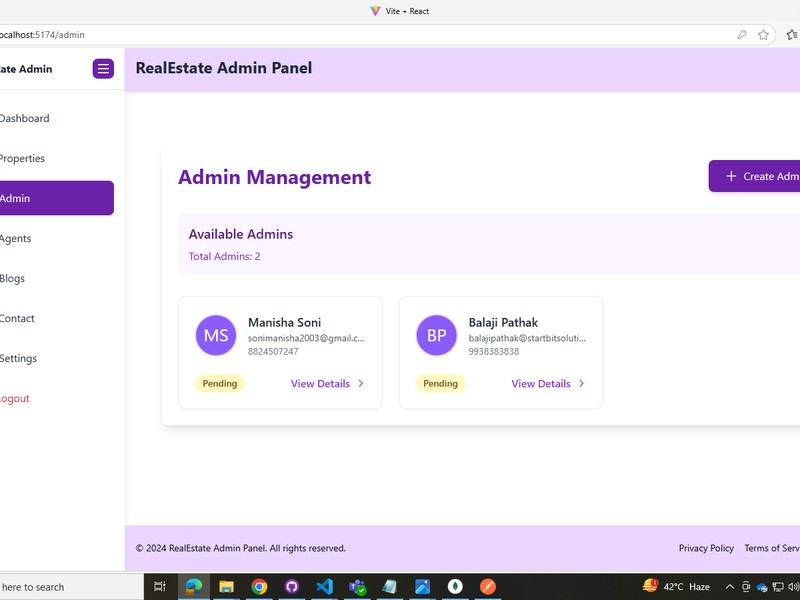 Vite + React
ocalhost:5174/admin
ate Admin
RealEstate Admin Panel
Dashboard
Properties
Admin
Agents
Blogs
Contact
Settings
ogout
Admin Management
+ Create Adm
Available Admins
Total Admins: 2
MS
Manisha Soni
sonimanisha2003@gmail.c...
8824507247
Pending
View Details
BP
Balaji Pathak
balajipathak@startbitsoluti...
9938383838
Pending
View Details
© 2024 RealEstate Admin Panel. All rights reserved.
Privacy Policy
Terms of Serv
here to search
42°C Haze